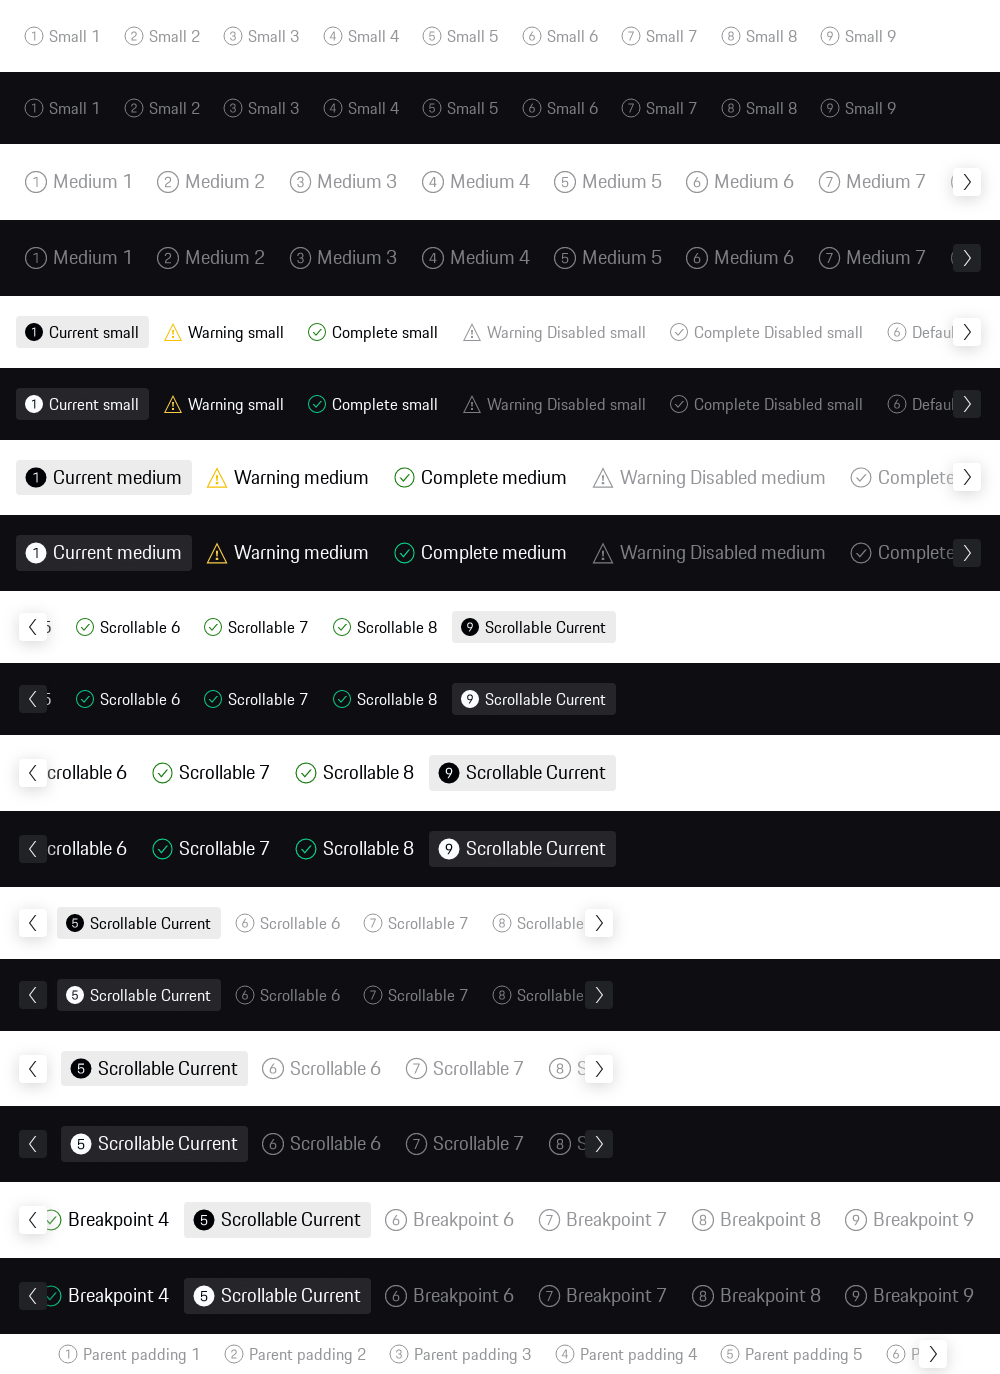 1 Small 1 2 Small 2 3 Small 3 4 Small 4 5 Small 5 6 Small 6 7 Small 7 8 Small 8 9 Small 9
1 Small 1 2 Small 2 3 Small 3 4 Small 4 5 Small 5 6 Small 6 7 Small 7 8 Small 8 9 Small 9
1 Medium 1 2 Medium 2 3 Medium 3 4 Medium 4 5 Medium 5 6 Medium 6 7 Medium 7
1 Medium 1 2 Medium 2 3 Medium 3 4 Medium 4 5 Medium 5 6 Medium 6 7 Medium 7
1 Current small Warning small Complete small Warning Disabled small Complete Disabled small 6 Defau
1 Current small Warning small Complete small Warning Disabled small Complete Disabled small 6 Defau
1 Current medium Warning medium Complete medium Warning Disabled medium Complete
1 Current medium Warning medium Complete medium Warning Disabled medium Complete
5 Scrollable 6 Scrollable 7 Scrollable 8 9 Scrollable Current
5 Scrollable 6 Scrollable 7 Scrollable 8 9 Scrollable Current
crollable 6 Scrollable 7 Scrollable 8 9 Scrollable Current
crollable 6 Scrollable 7 Scrollable 8 9 Scrollable Current
5 Scrollable Current 6 Scrollable 6 7 Scrollable 7 8 Scrollable
5 Scrollable Current 6 Scrollable 6 7 Scrollable 7 8 Scrollable
5 Scrollable Current 6 Scrollable 6 7 Scrollable 7 8 S
5 Scrollable Current 6 Scrollable 6 7 Scrollable 7 8 S
Breakpoint 4 5 Scrollable Current 6 Breakpoint 6 7 Breakpoint 7 8 Breakpoint 8 9 Breakpoint 9
Breakpoint 4 5 Scrollable Current 6 Breakpoint 6 7 Breakpoint 7 8 Breakpoint 8 9 Breakpoint 9
1 Parent padding 1 2 Parent padding 2 3 Parent padding 3 4 Parent padding 4 5 Parent padding 5 6 P